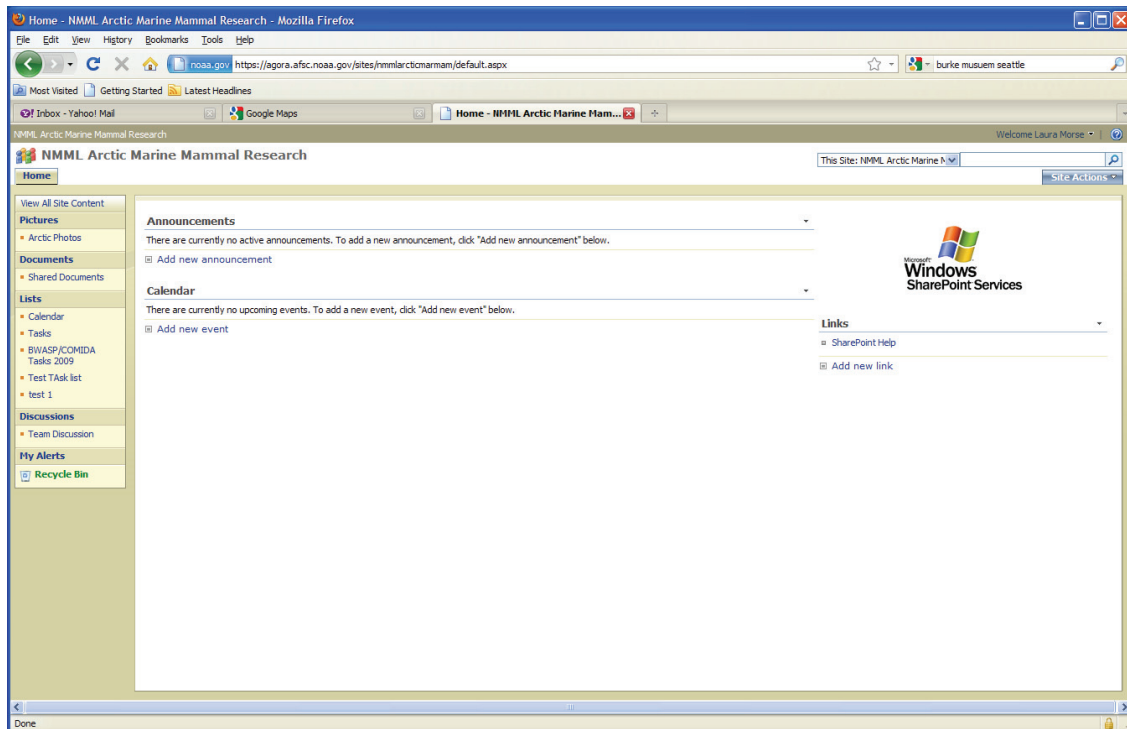 Home - NMML Arctic Marine Mammal Research - Mozilla Firefox
File Edit View History Bookmarks Tools Help
noaa.gov https://agora.afsc.noaa.gov/sites/nmmlarcticmarmam/default.aspx
burke musuem seattle
Most Visited Getting Started Latest Headlines
Inbox - Yahoo! Mail Google Maps Home - NMML Arctic Marine Mam...
NMML Arctic Marine Mammal Research Welcome Laura Morse
NMML Arctic Marine Mammal Research
This Site: NMML Arctic Marine M
Home Site Actions
View All Site Content
Pictures
Arctic Photos
Documents
Shared Documents
Lists
Calendar
Tasks
BWASP/COMIDA
Tasks 2009
Test TAsk list
test 1
Discussions
Team Discussion
My Alerts
Recycle Bin
Announcements
There are currently no active announcements. To add a new announcement, click "Add new announcement" below.
Add new announcement
Calendar
There are currently no upcoming events. To add a new event, click "Add new event" below.
Add new event
Microsoft
Windows
SharePoint Services
Links
SharePoint Help
Add new link
Done